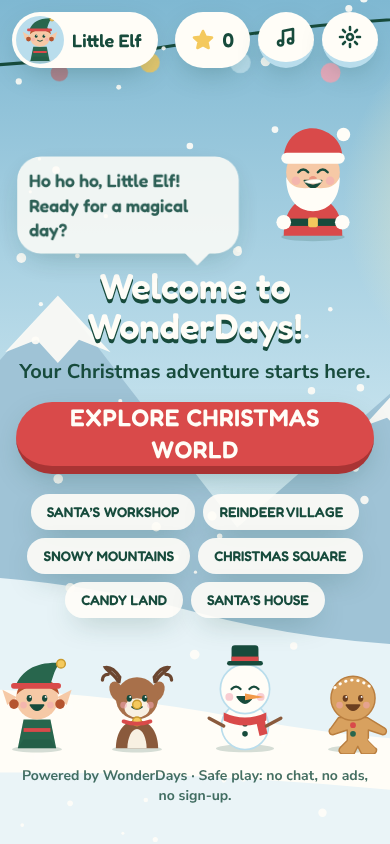 Little Elf
0
Ho ho ho, Little Elf!
Ready for a magical
day?
Welcome to
WonderDays!
Your Christmas adventure starts here.
EXPLORE CHRISTMAS
WORLD
SANTA'S WORKSHOP
REINDEER VILLAGE
SNOWY MOUNTAINS
CHRISTMAS SQUARE
CANDY LAND
SANTA'S HOUSE
Powered by WonderDays · Safe play: no chat, no ads,
no sign-up.